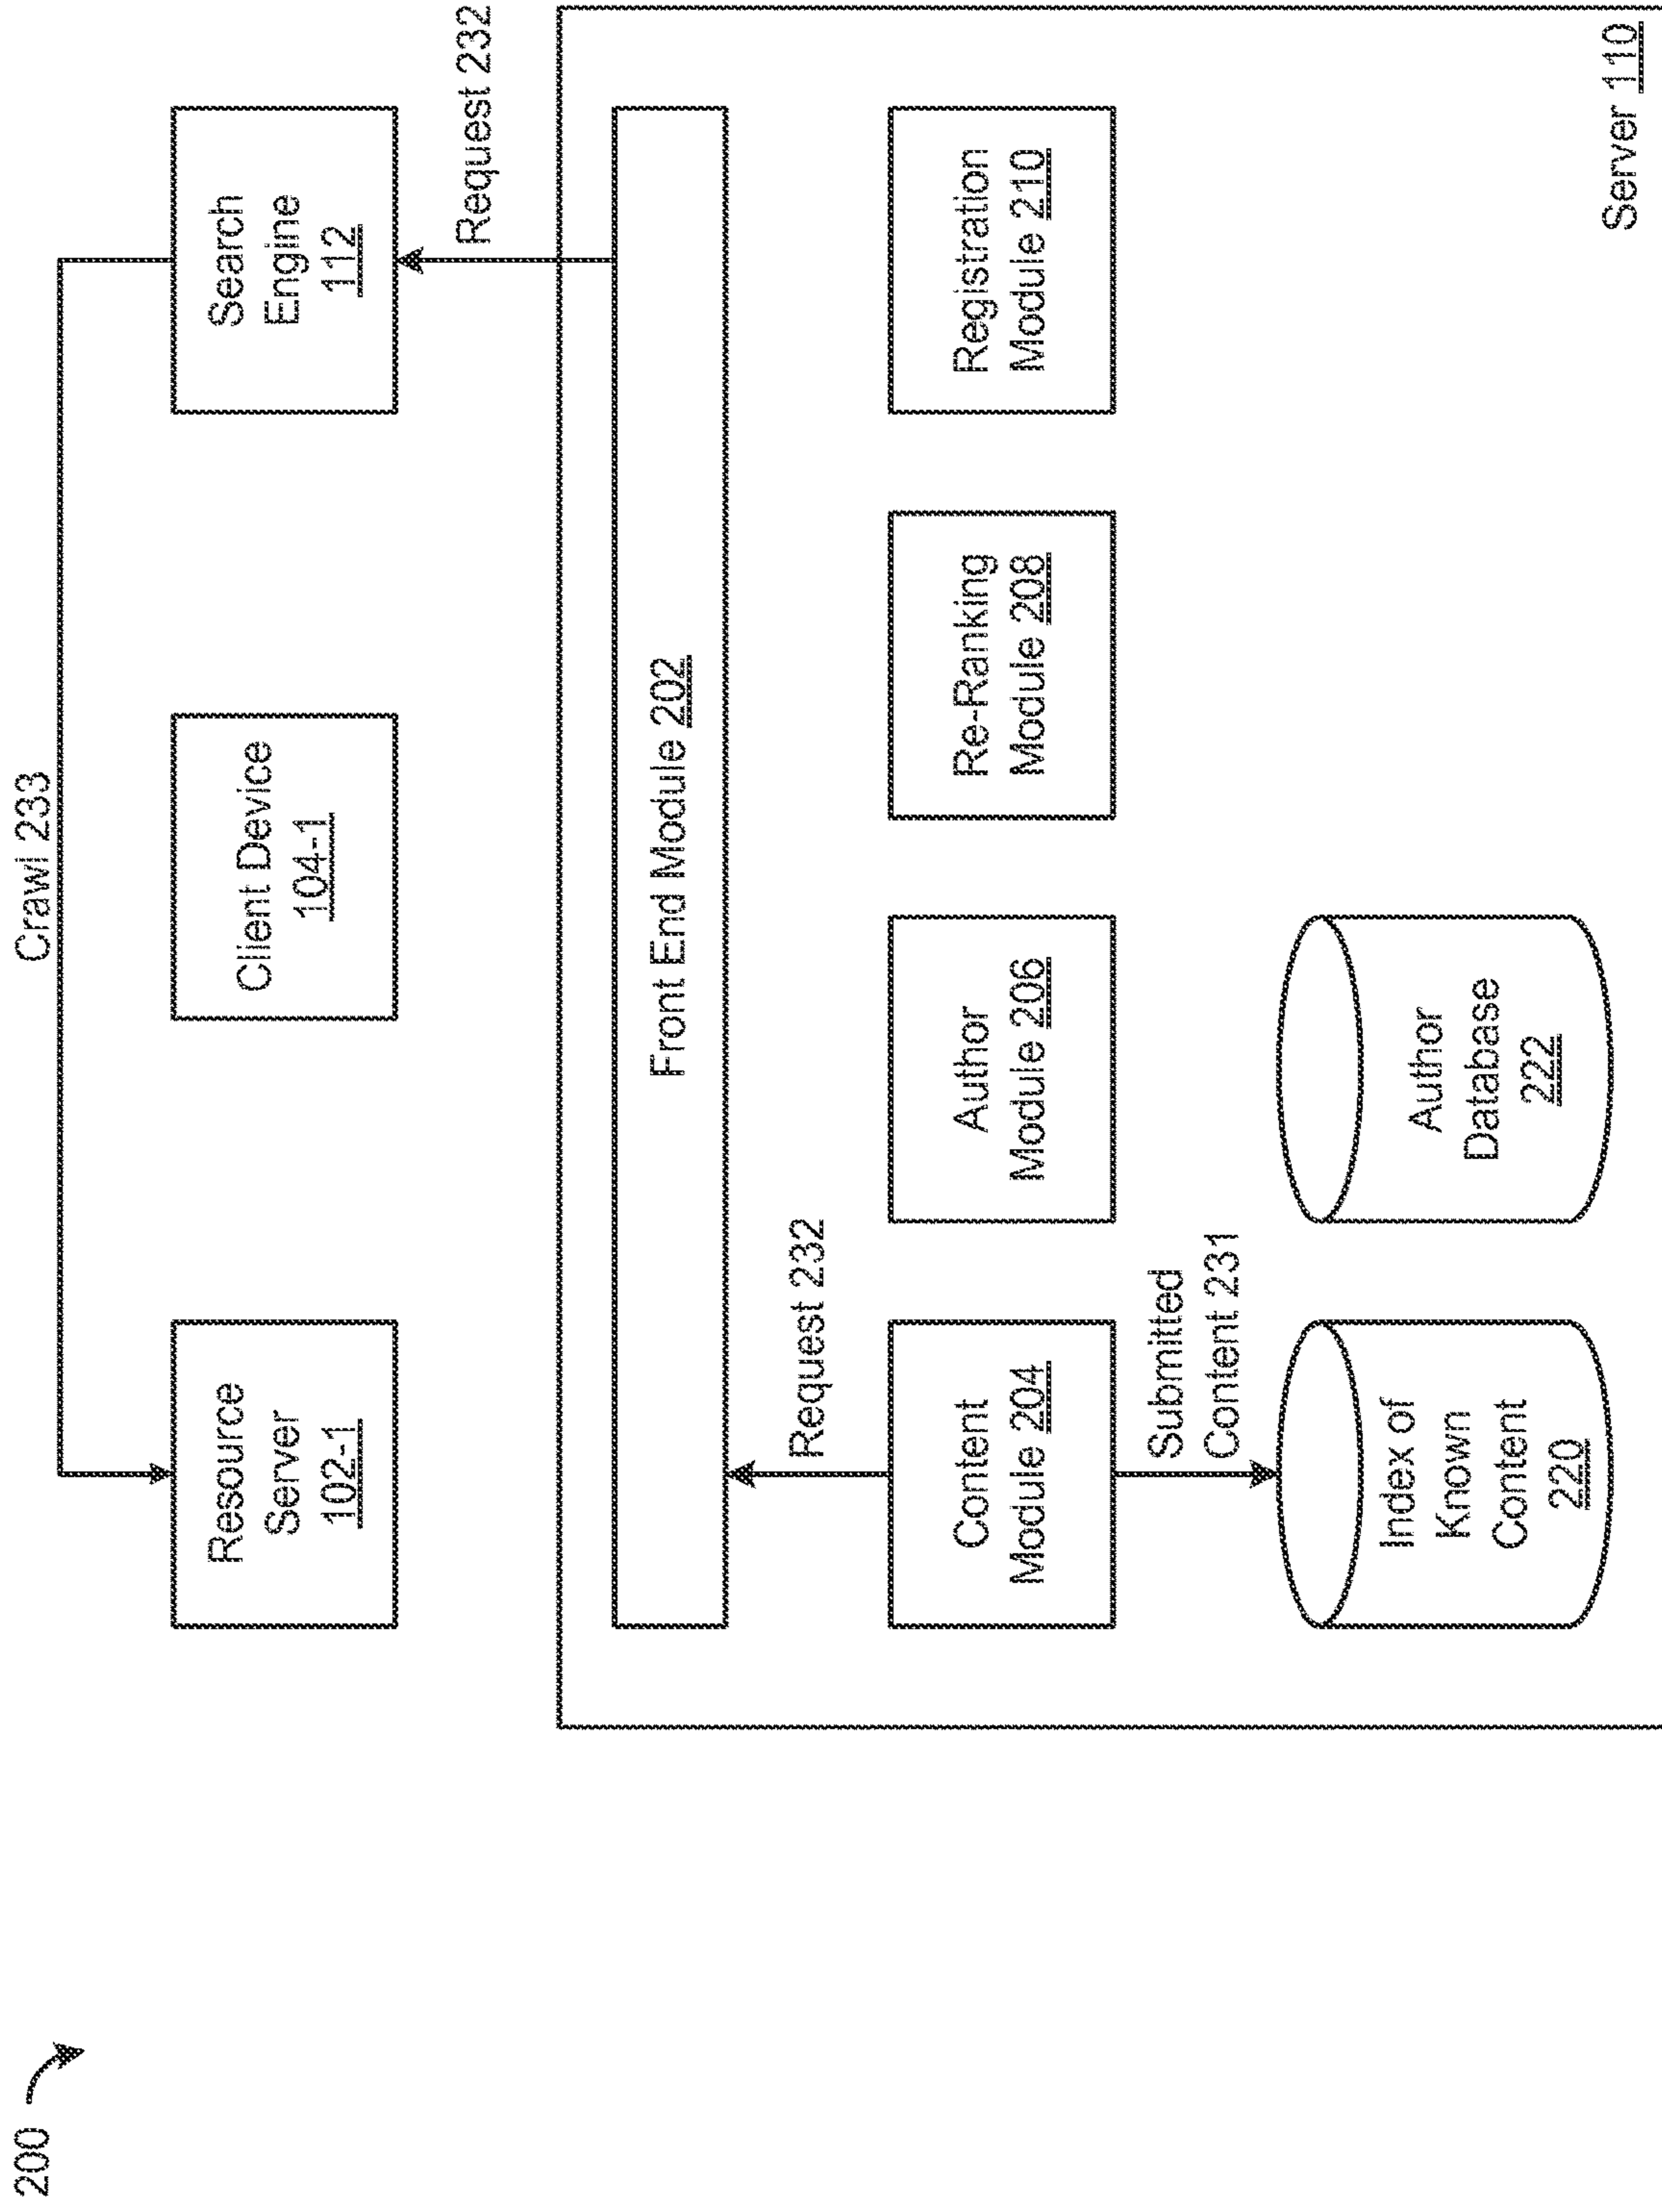 200
Crawl 233
Resource
Server
102-1
Client Device
104-1
Search
Engine
112
Request 232
Front End Module 202
Request 232
Content
Module 204
Author
Module 206
Re-Ranking
Module 208
Registration
Module 210
Submitted
Content 231
Index of
Known
Content
220
Author
Database
222
Server 110